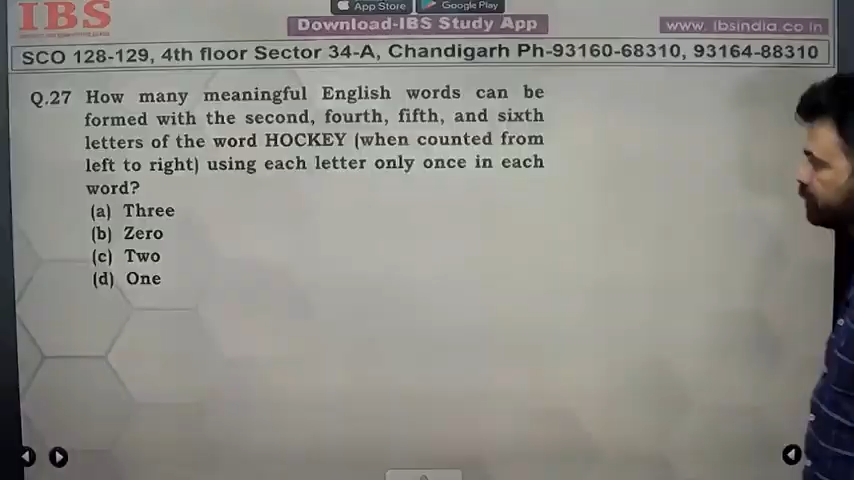 IBS
App Store
Google Play
Download-IBS Study App
www. ibsindia.co in
SCO 128-129, 4th floor Sector 34-A, Chandigarh Ph-93160-68310, 93164-88310
Q.27 How many meaningful English words can be
formed with the second, fourth, fifth, and sixth
letters of the word HOCKEY (when counted from
left to right) using each letter only once in each
word?
(a) Three
(b) Zero
(c) Two
(d) One